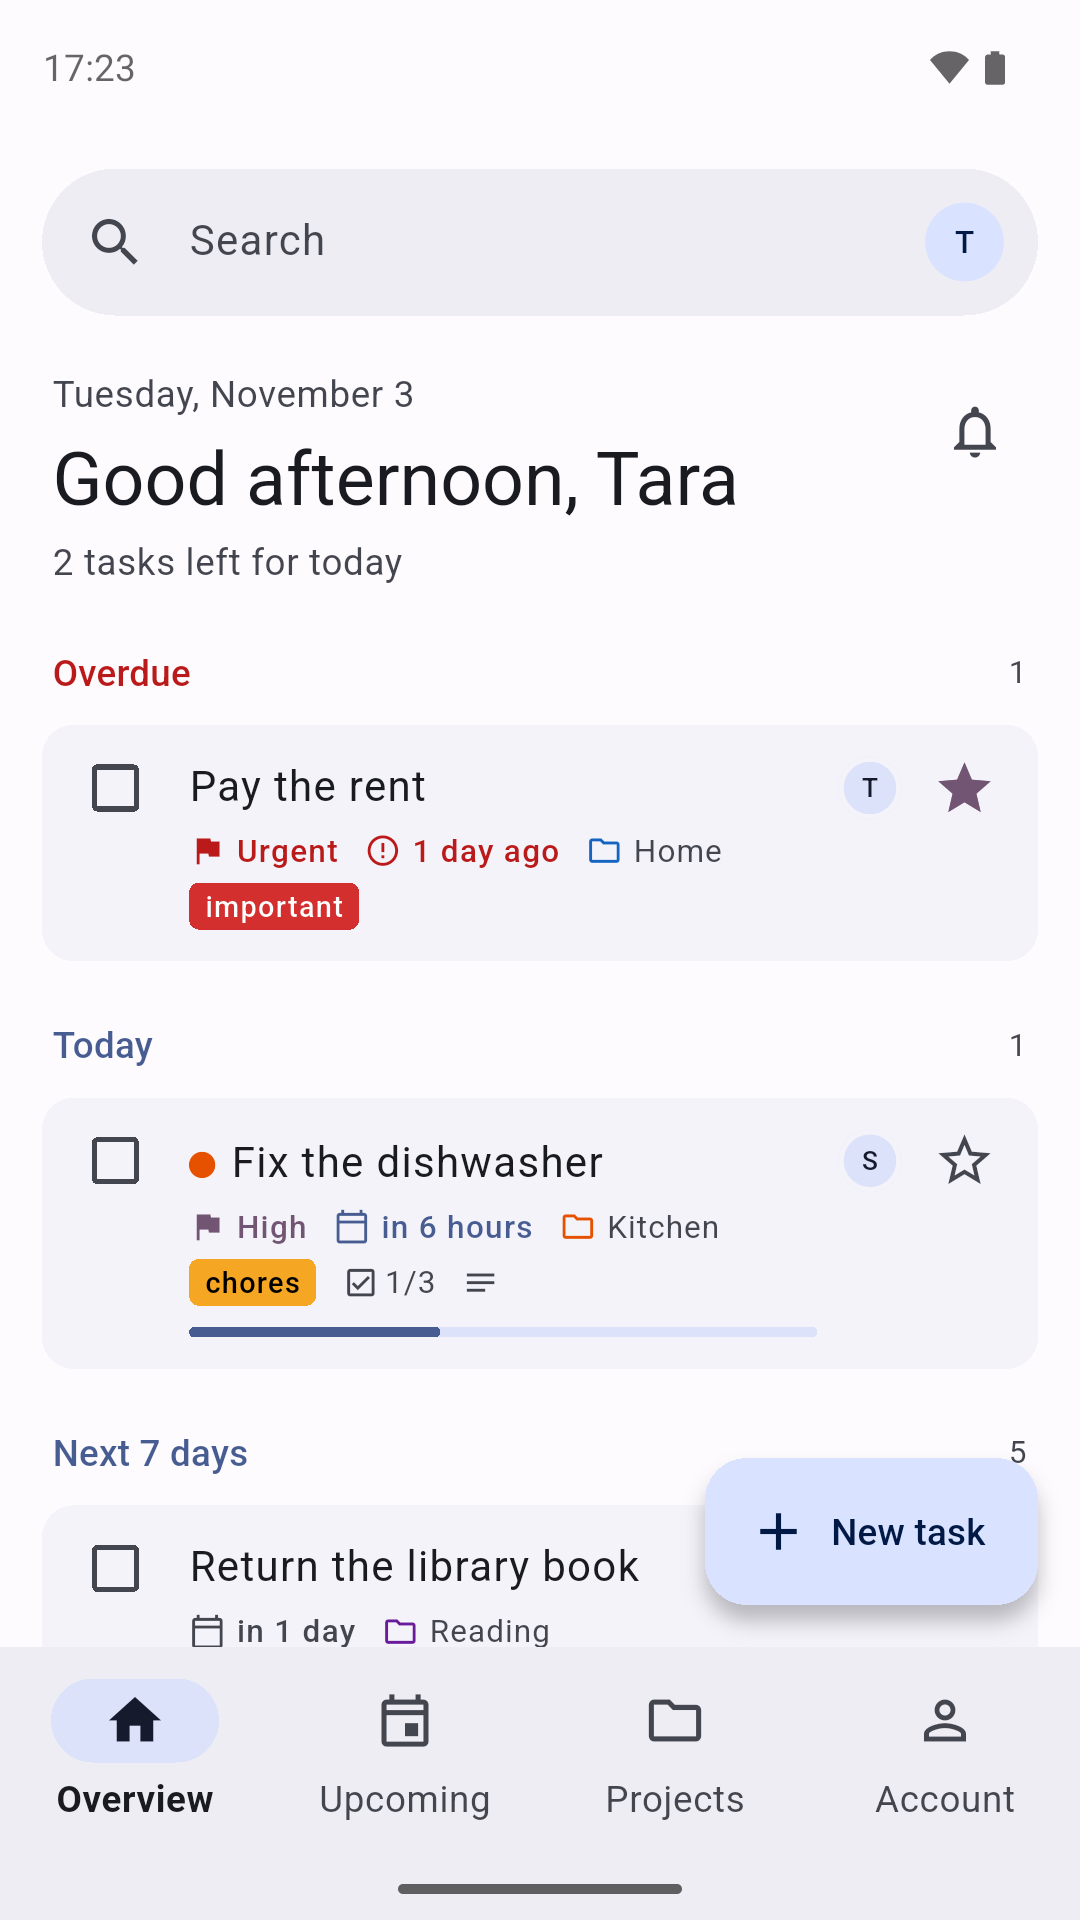 17:23
Search T
Tuesday, November 3
Good afternoon, Tara
2 tasks left for today
Overdue 1
Pay the rent T
Urgent 1 day ago Home
important
Today 1
Fix the dishwasher S
High in 6 hours Kitchen
chores 1/3
Next 7 days 5
Return the library book
in 1 day Reading
New task
Overview Upcoming Projects Account